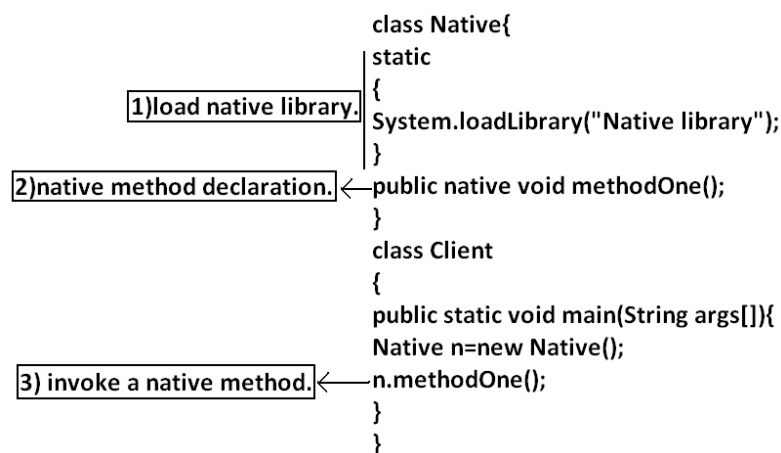 class Native{
static
{
1)load native library.
System.loadLibrary("Native library");
}
2)native method declaration.
public native void methodOne();
}
class Client
{
public static void main(String args[]){
Native n=new Native();
3) invoke a native method.
n.methodOne();
}
}